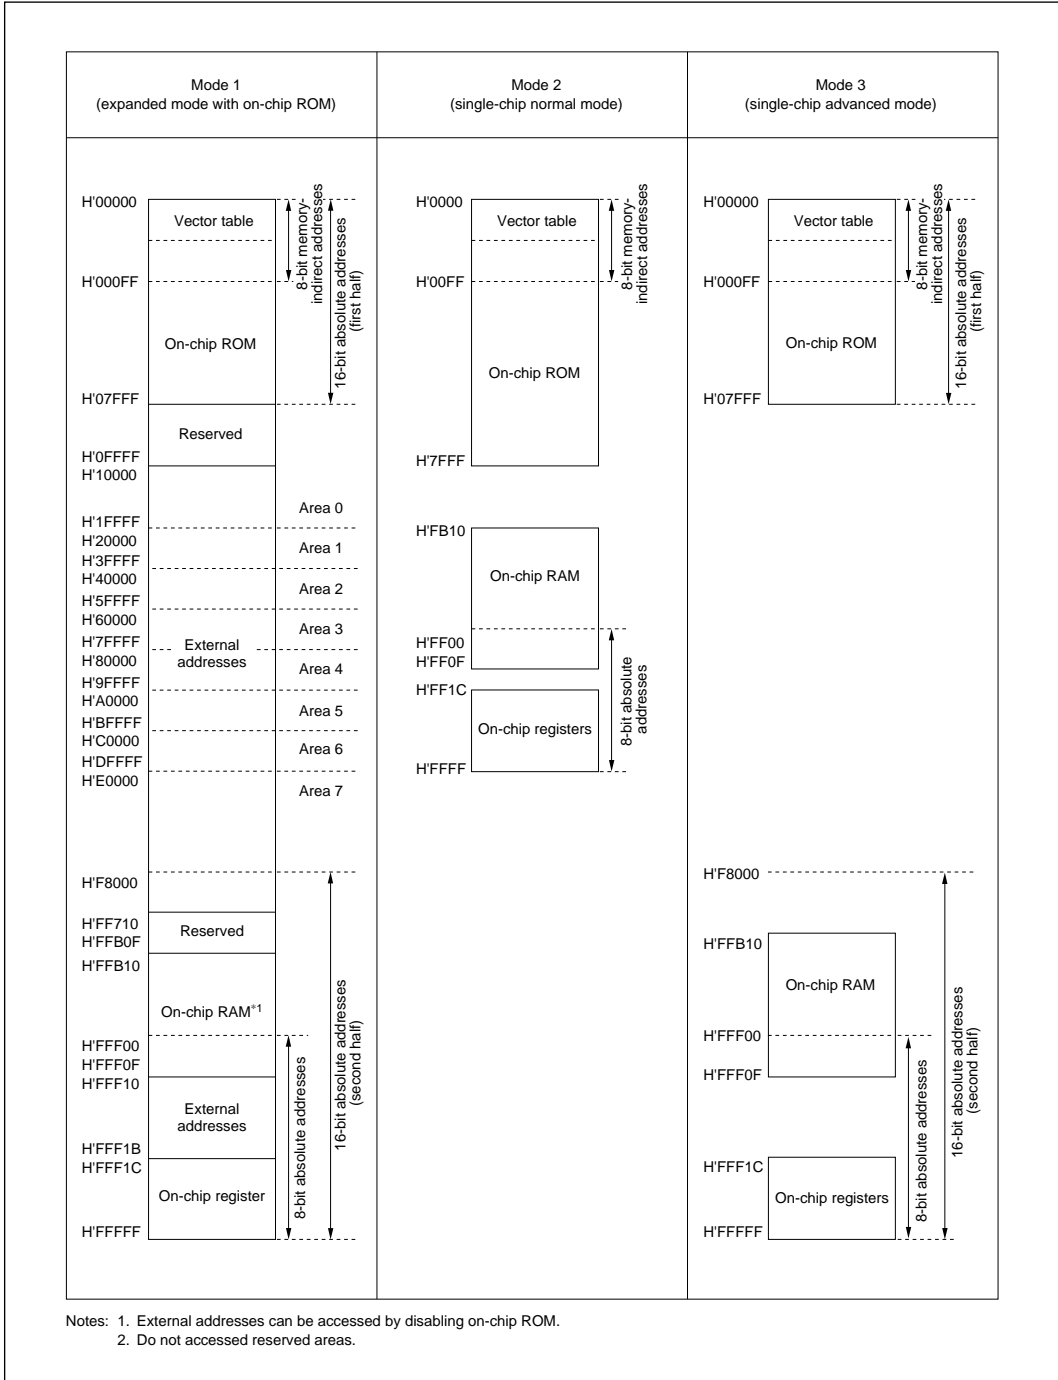 Mode 1
(expanded mode with on-chip ROM)
Mode 2
(single-chip normal mode)
Mode 3
(single-chip advanced mode)
H'00000
Vector table
H'000FF
On-chip ROM
H'07FFF
Reserved
H'0FFFF
H'10000
H'1FFFF
H'20000
H'3FFFF
H'40000
H'5FFFF
H'60000
H'7FFFF
H'80000
H'9FFFF
H'A0000
H'BFFFF
H'C0000
H'DFFFF
H'E0000
External
addresses
Area 0
Area 1
Area 2
Area 3
Area 4
Area 5
Area 6
Area 7
H'F8000
H'FF710
Reserved
H'FFB0F
H'FFB10
On-chip RAM*1
H'FFF00
H'FFF0F
H'FFF10
External
addresses
H'FFF1B
H'FFF1C
On-chip register
H'FFFFF
8-bit memory-
indirect addresses
16-bit absolute addresses
(first half)
8-bit absolute addresses
16-bit absolute addresses
(second half)
H'0000
Vector table
H'00FF
On-chip ROM
H'7FFF
H'FB10
On-chip RAM
H'FF00
H'FF0F
H'FF1C
On-chip registers
H'FFFF
8-bit memory-
indirect addresses
8-bit absolute
addresses
H'00000
Vector table
H'000FF
On-chip ROM
H'07FFF
H'F8000
H'FFB10
On-chip RAM
H'FFF00
H'FFF0F
H'FFF1C
On-chip registers
H'FFFFF
8-bit memory-
indirect addresses
16-bit absolute addresses
(first half)
8-bit absolute addresses
16-bit absolute addresses
(second half)
Notes: 1. External addresses can be accessed by disabling on-chip ROM.
2. Do not accessed reserved areas.